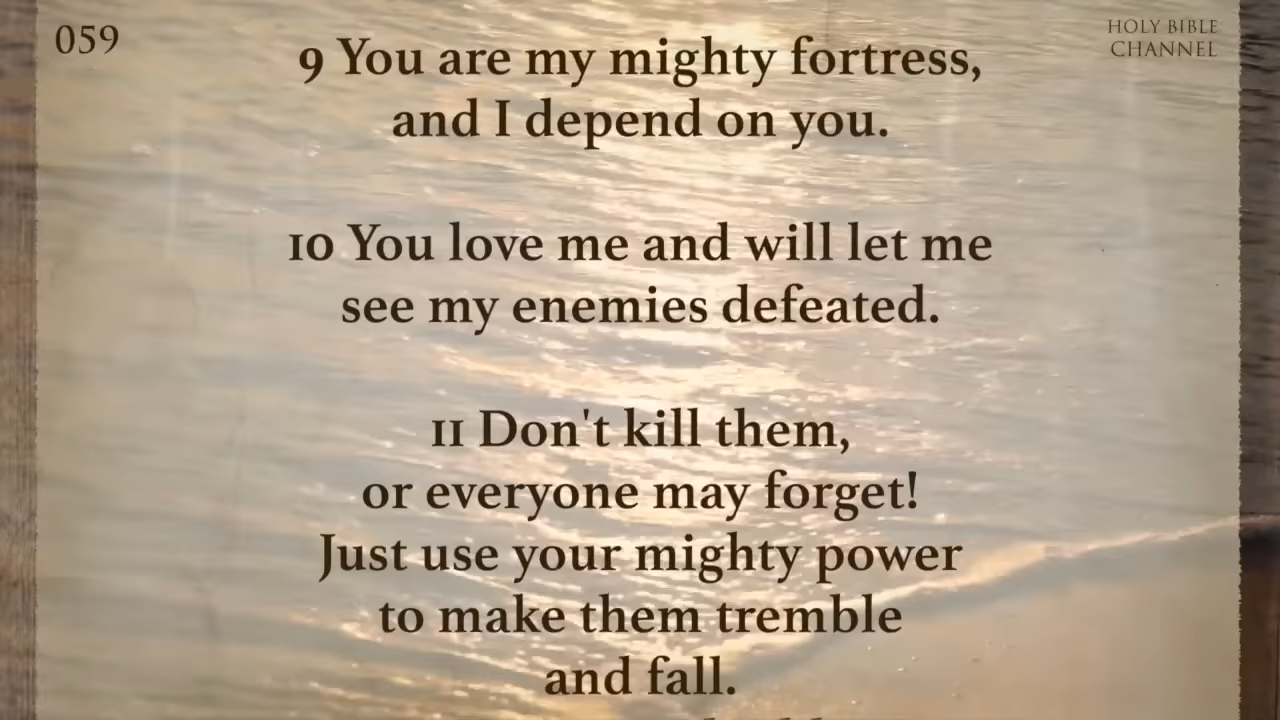 059
HOLY BIBLE
CHANNEL
9 You are my mighty fortress,
and I depend on you.
10 You love me and will let me
see my enemies defeated.
11 Don't kill them,
or everyone may forget!
Just use your mighty power
to make them tremble
and fall.